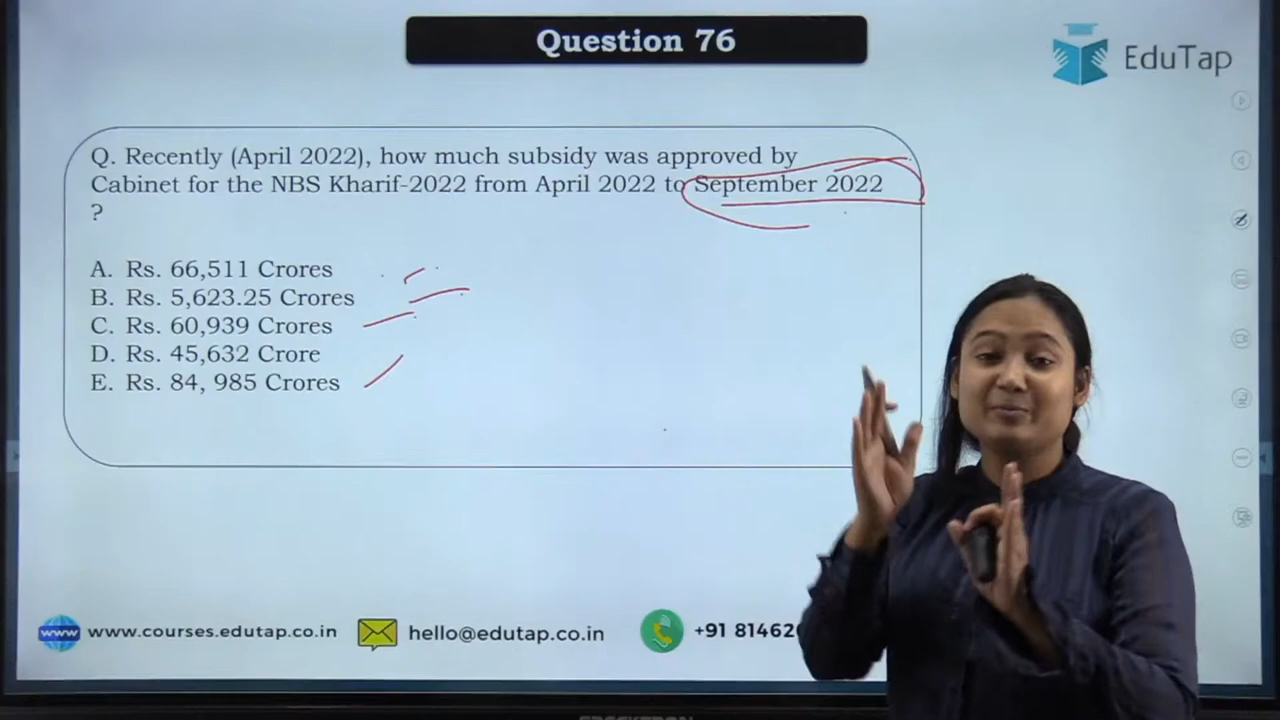 Question 76
EduTap
Q. Recently (April 2022), how much subsidy was approved by
Cabinet for the NBS Kharif-2022 from April 2022 to September 2022
?
A. Rs. 66,511 Crores
B. Rs. 5,623.25 Crores
C. Rs. 60,939 Crores
D. Rs. 45,632 Crore
E. Rs. 84, 985 Crores
www
www.courses.edutap.co.in
hello@edutap.co.in
+91 81462